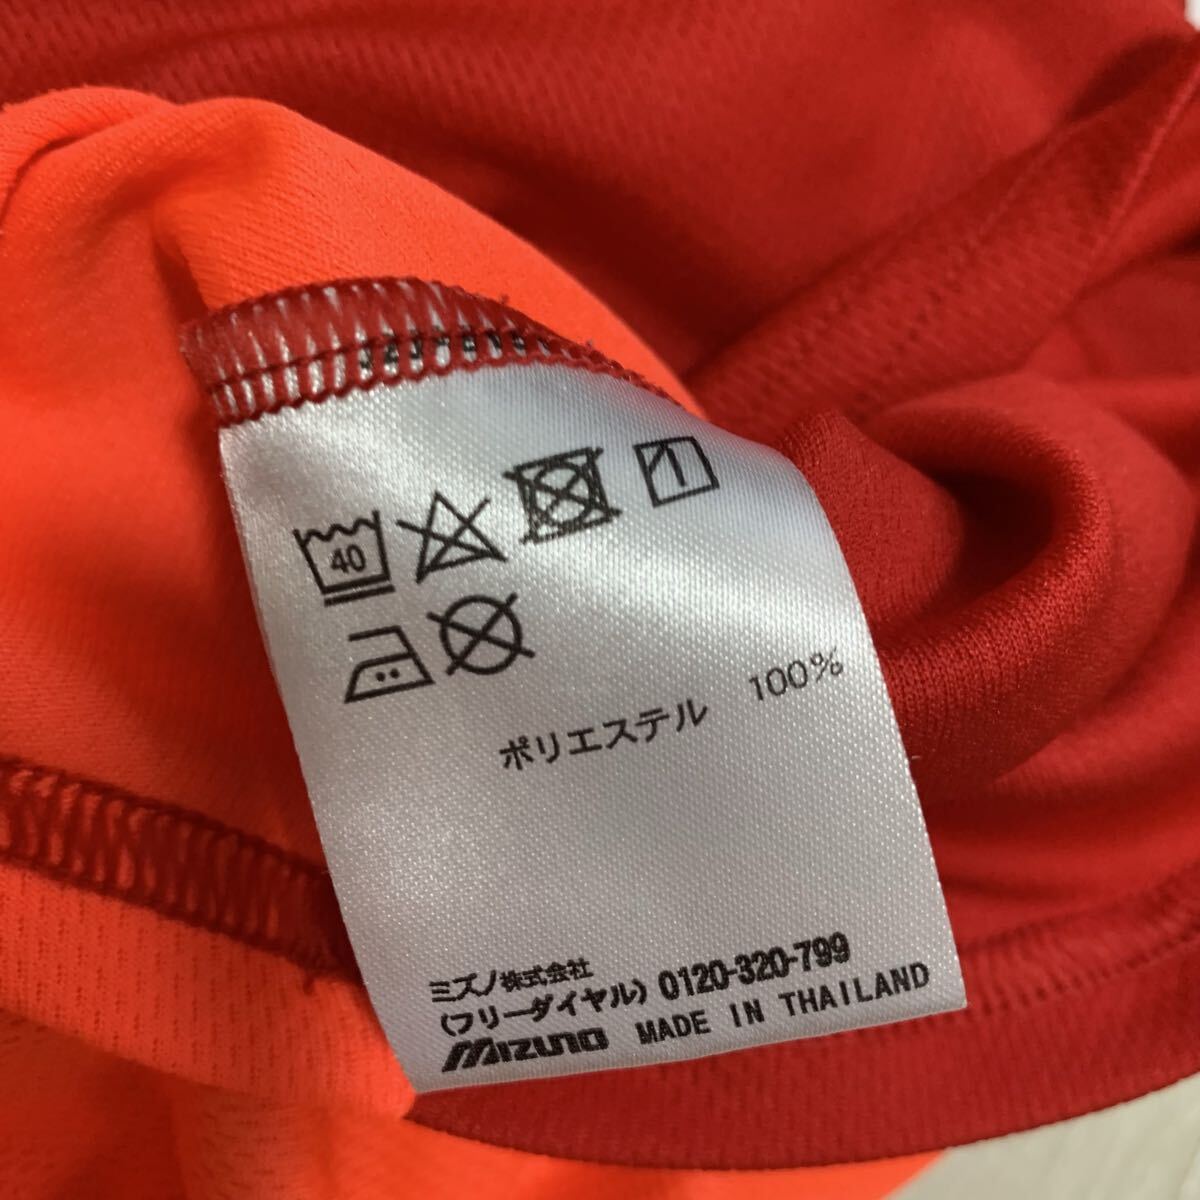 40
ポリエステル 100%
ミズノ株式会社
(フリーダイヤル) 0120-320-799
MIZUNO MADE IN THAILAND